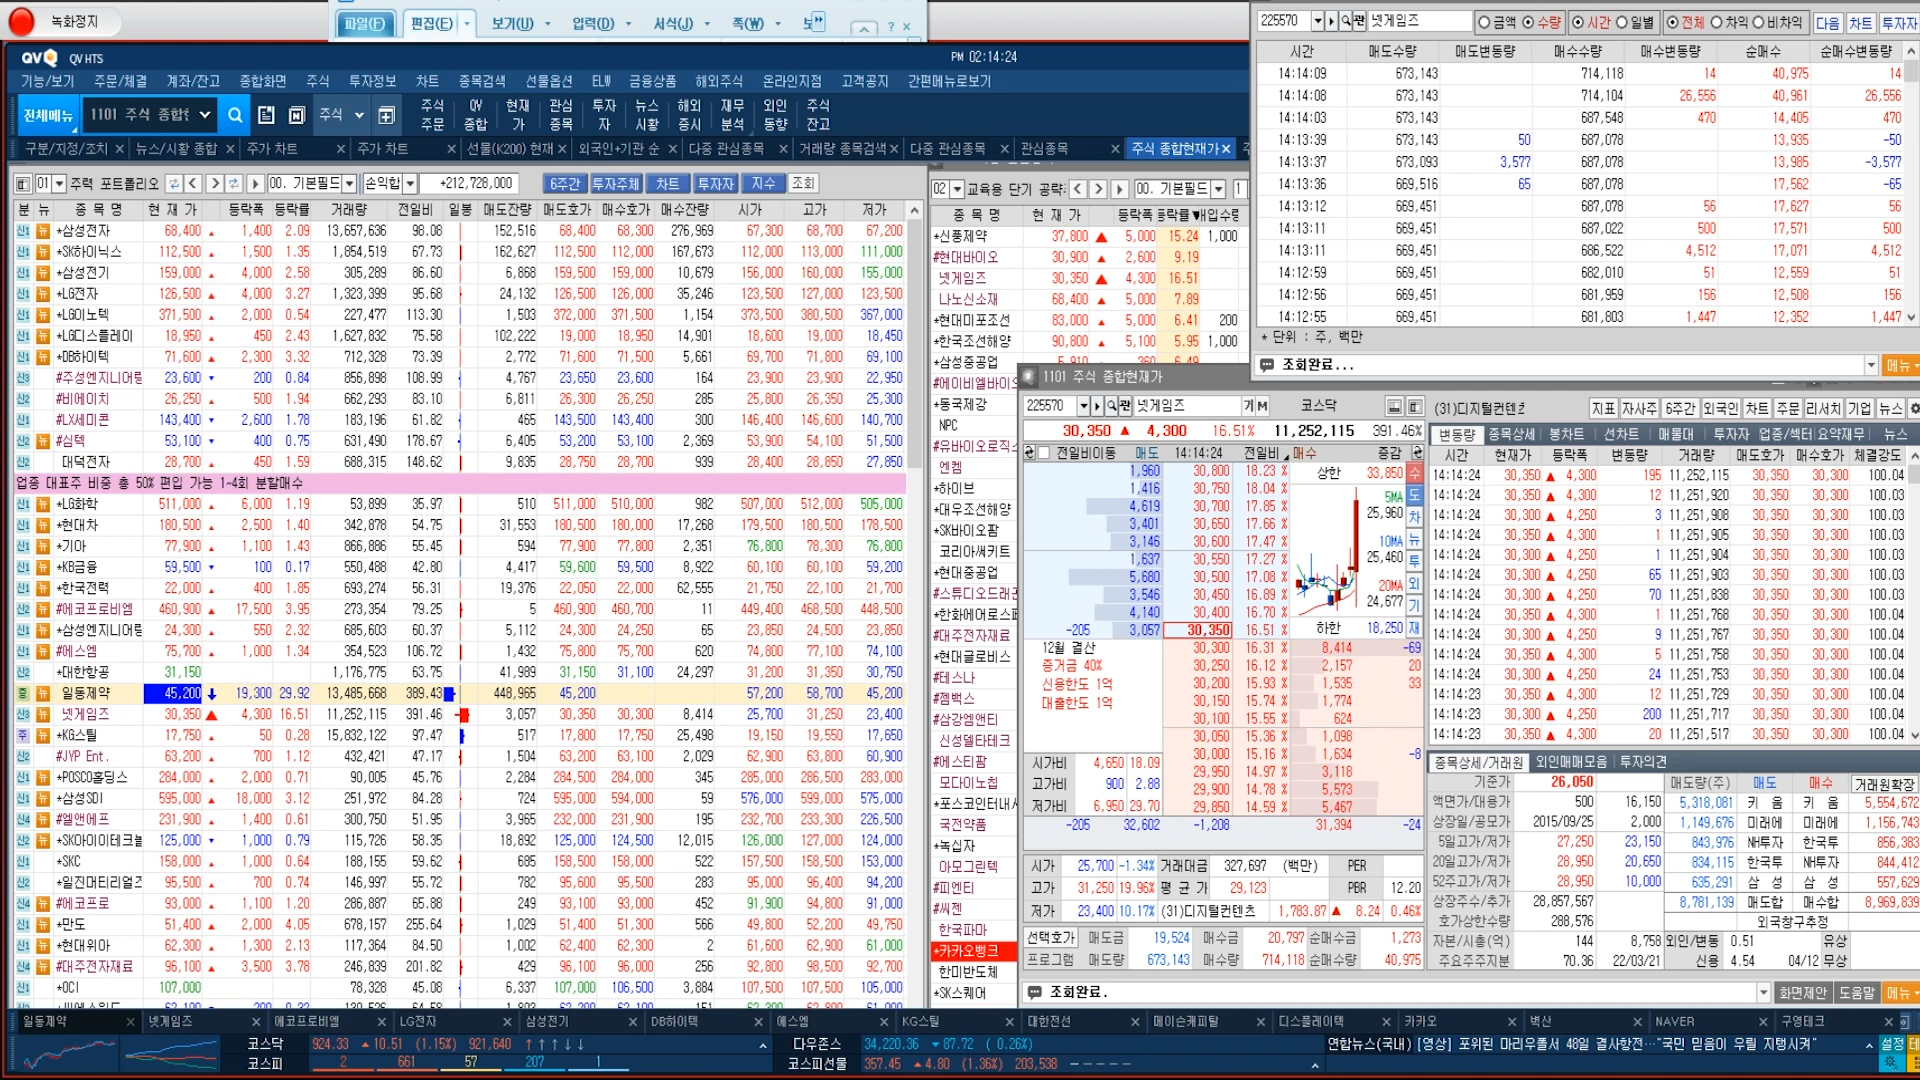 녹화정지
파일(F) 편집(E) 보기(U) 입력(D) 서식(J) 쪽(W)
QV QV HTS PM 02:14:24
기능/보기 주문/체결 계좌/잔고 종합화면 주식 투자정보 차트 종목검색 선물옵션 ELW 금융상품 해외주식 온라인지점 고객공지 간편메뉴로보기
전체메뉴 1101 주식 종합현 주식 주식주문 QV종합 현재가 관심종목 투자자 뉴스시황 해외증시 재무분석 외인동향 주식잔고
구분/지정/조치 뉴스/시황 종합 주가 차트 주가 차트 선물(K200) 현재 외국인+기관 순 다중 관심종목 거래량 종목검색 다중 관심종목 관심종목 주식 종합현재가
01 주력 포트폴리오 00. 기본필드 손익합 +212,728,000 6주간 투자주체 차트 투자자 지수 조회
분 뉴 종목명 현재가 등락폭 등락률 거래량 전일비 일봉 매도잔량 매도호가 매수호가 매수잔량 시가 고가 저가
*삼성전자 68,400 1,400 2.09 13,657,636 98.08 152,516 68,400 68,300 276,969 67,300 68,700 67,200
*SK하이닉스 112,500 1,500 1.35 1,854,519 67.73 162,627 112,500 112,000 167,673 112,000 113,000 111,000
*삼성전기 159,000 4,000 2.58 305,289 86.60 6,868 159,500 159,000 10,679 156,000 160,000 155,000
*LG전자 126,500 4,000 3.27 1,323,399 95.68 24,132 126,500 126,000 35,246 123,500 127,000 123,500
*LG이노텍 371,500 2,000 0.54 227,477 113.30 1,503 372,000 371,500 1,154 373,500 380,500 367,000
*LG디스플레이 18,950 450 2.43 1,627,832 75.58 102,222 19,000 18,950 14,901 18,600 19,000 18,450
*DB하이텍 71,600 2,300 3.32 712,328 73.39 2,772 71,600 71,500 5,661 69,700 71,800 69,100
#주성엔지니어링 23,600 200 0.84 856,898 108.99 4,767 23,650 23,600 164 23,900 23,900 22,950
#비에이치 26,250 500 1.94 662,293 83.10 6,811 26,300 26,250 285 25,800 26,350 25,300
#LX세미콘 143,400 2,600 1.78 183,196 61.82 465 143,500 143,400 300 146,400 146,600 140,700
#심텍 53,100 400 0.75 631,490 178.67 6,405 53,200 53,100 2,369 53,900 54,100 51,500
대덕전자 28,700 450 1.59 688,315 148.62 9,835 28,750 28,700 939 28,400 28,850 27,850
업종 대표주 비중 총 50% 편입 가능 1~4회 분할매수
*LG화학 511,000 6,000 1.19 53,899 35.97 510 511,000 510,000 982 507,000 512,000 505,000
*현대차 180,500 2,500 1.40 342,878 54.75 31,553 180,500 180,000 17,268 179,500 180,500 178,500
*기아 77,900 1,100 1.43 866,886 55.45 594 77,900 77,800 2,351 76,800 78,300 76,800
*KB금융 59,500 100 0.17 550,488 42.80 4,417 59,600 59,500 8,922 60,100 60,100 59,200
*한국전력 22,000 400 1.85 693,274 56.31 19,376 22,050 22,000 62,555 21,750 22,100 21,700
#에코프로비엠 460,900 17,500 3.95 273,354 79.25 5 460,900 460,700 11 449,400 468,500 448,500
*삼성엔지니어링 24,300 550 2.32 685,603 60.37 5,112 24,300 24,250 65 23,850 24,500 23,850
#에스엠 75,700 1,000 1.34 354,523 106.72 1,432 75,800 75,700 620 74,800 77,100 74,100
*대한항공 31,150 1,176,775 63.75 41,989 31,150 31,100 24,297 31,200 31,350 30,750
일동제약 45,200 19,300 29.92 13,485,668 389.43 448,965 45,200 57,200 58,700 45,200
넷게임즈 30,350 4,300 16.51 11,252,115 391.46 3,057 30,350 30,300 8,414 25,700 31,250 23,400
*KG스틸 17,750 50 0.28 15,832,122 97.47 517 17,800 17,750 25,498 19,150 19,550 17,650
#JYP Ent. 63,200 700 1.12 432,421 47.17 1,504 63,200 63,100 2,029 62,900 63,800 60,900
*POSCO홀딩스 284,000 2,000 0.71 90,005 45.76 2,284 284,500 284,000 345 285,000 286,500 283,000
*삼성SDI 595,000 18,000 3.12 251,972 84.28 724 595,000 594,000 59 576,000 599,000 575,000
#엘앤에프 231,900 1,400 0.61 300,750 51.95 3,965 232,000 231,900 195 232,700 233,300 226,500
*SK아이이테크놀 125,000 1,000 0.79 115,726 58.35 18,892 125,000 124,500 12,015 126,000 127,000 124,000
*SKC 158,000 1,000 0.64 188,155 59.62 685 158,500 158,000 522 157,500 158,500 153,000
*일진머티리얼즈 95,500 700 0.74 146,997 55.72 782 95,600 95,500 283 95,000 96,400 94,200
#에코프로 93,000 1,100 1.20 286,887 65.88 249 93,100 93,000 452 91,900 94,800 91,800
*만도 51,400 2,000 4.05 678,157 255.64 1,029 51,400 51,300 566 49,800 52,200 49,750
*현대위아 62,300 1,300 2.13 117,364 84.50 1,002 62,400 62,300 2 61,600 62,900 61,000
#대주전자재료 96,100 3,500 3.78 246,839 201.82 429 96,100 96,000 256 92,800 98,500 92,700
*OCI 107,000 78,328 45.08 6,337 107,500 107,000 3,884 107,500 107,500 105,000
02 교육용 단기 공략 00. 기본필드
종목명 현재가 등락폭 등락률 매입수량
*신풍제약 37,800 5,000 15.24 1,000
#현대바이오 30,900 2,600 9.19
넷게임즈 30,350 4,300 16.51
나노신소재 68,400 5,000 7.89
*현대미포조선 83,000 5,000 6.41 200
*한국조선해양 90,800 5,100 5.95 1,000
*삼성중공업 5,910 360 6.49
#에이비엘바이오
*동국제강
NPC
#유바이오로직스
엔켐
*하이브
*대우조선해양
*SK바이오팜
코리아써키트
*현대중공업
#스튜디오드래곤
*한화에어로스페
#대주전자재료
*현대글로비스
#테스나
#젬백스
#삼강엠앤티
신성델타테크
#에스티팜
모다이노칩
*포스코인터내셔
국전약품
*녹십자
아모그린텍
#피엔티
#씨젠
한국파마
*카카오뱅크
한미반도체
*SK스퀘어
225570 넷게임즈 금액 수량 시간 일별 전체 차익 비차익 다음 차트 투자자
시간 매도수량 매도변동량 매수수량 매수변동량 순매수 순매수변동량
14:14:09 673,143 714,118 14 40,975 14
14:14:08 673,143 714,104 26,556 40,961 26,556
14:14:03 673,143 687,548 470 14,405 470
14:13:39 673,143 50 687,078 13,935 -50
14:13:37 673,093 3,577 687,078 13,985 -3,577
14:13:36 669,516 65 687,078 17,562 -65
14:13:12 669,451 687,078 56 17,627 56
14:13:11 669,451 687,022 500 17,571 500
14:13:11 669,451 686,522 4,512 17,071 4,512
14:12:59 669,451 682,010 51 12,559 51
14:12:56 669,451 681,959 156 12,508 156
14:12:55 669,451 681,803 1,447 12,352 1,447
* 단위 : 주, 백만
조회완료... 메뉴
1101 주식 종합현재가
225570 넷게임즈 기 M 코스닥 (31)디지털컨텐츠 지표 자사주 6주간 외국인 차트 주문 리서치 기업 뉴스
30,350 4,300 16.51% 11,252,115 391.46%
전일비이동 매도 14:14:24 전일비 매수 증감
1,960 30,800 18.23 %
1,416 30,750 18.04 %
4,619 30,700 17.85 %
3,401 30,650 17.66 %
3,146 30,600 17.47 %
1,637 30,550 17.27 %
5,680 30,500 17.08 %
3,546 30,450 16.89 %
4,140 30,400 16.70 %
-205 3,057 30,350 16.51 %
상한 33,850
5MA 25,960
10MA 25,460
20MA 24,677
하한 18,250
수 도 차 뉴 투 외 기 재
12월 결산 30,300 16.31 % 8,414 -69
증거금 40% 30,250 16.12 % 2,157 20
신용한도 1억 30,200 15.93 % 1,535 33
대출한도 1억 30,150 15.74 % 1,774
30,100 15.55 % 624
30,050 15.36 % 1,098
30,000 15.16 % 1,634 -8
29,950 14.97 % 3,118
29,900 14.78 % 5,573
29,850 14.59 % 5,467
시가비 4,650 18.09
고가비 900 2.88
저가비 6,950 29.70
-205 32,602 -1,208 31,394 -24
시가 25,700 -1.34% 거래대금 327,697 (백만) PER
고가 31,250 19.96% 평균가 29,123 PBR 12.20
저가 23,400 10.17% (31)디지털컨텐츠 1,783.87 8.24 0.46%
선택호가 매도금 19,524 매수금 20,797 순매수금 1,273
프로그램 매도량 673,143 매수량 714,118 순매수량 40,975
변동량 종목상세 봉차트 선차트 매물대 투자자 업종/섹터 요약재무 뉴스
시간 현재가 등락폭 변동량 거래량 매도호가 매수호가 체결강도
14:14:24 30,350 4,300 195 11,252,115 30,350 30,300 100.04
14:14:24 30,300 4,250 12 11,251,920 30,350 30,300 100.03
14:14:24 30,300 4,250 3 11,251,908 30,350 30,300 100.03
14:14:24 30,300 4,250 1 11,251,905 30,350 30,300 100.03
14:14:24 30,300 4,250 1 11,251,904 30,350 30,300 100.03
14:14:24 30,300 4,250 65 11,251,903 30,350 30,300 100.03
14:14:24 30,300 4,250 70 11,251,838 30,350 30,300 100.03
14:14:24 30,300 4,250 1 11,251,768 30,350 30,300 100.04
14:14:24 30,300 4,250 9 11,251,767 30,350 30,300 100.04
14:14:24 30,300 4,250 5 11,251,758 30,350 30,300 100.04
14:14:24 30,300 4,250 24 11,251,753 30,350 30,300 100.04
14:14:23 30,300 4,250 12 11,251,729 30,350 30,300 100.04
14:14:23 30,300 4,250 200 11,251,717 30,350 30,300 100.04
14:14:23 30,300 4,250 20 11,251,517 30,350 30,300 100.04
종목상세/거래원 외인매매모음 투자의견
기준가 26,050 매도량(주) 매도 매수 거래원확장
액면가/대용가 500 16,150 5,318,081 키 움 키 움 5,554,672
상장일/공모가 2015/09/25 2,000 1,149,676 미래에 미래에 1,156,743
5일고가/저가 27,250 23,150 843,976 NH투자 한국투 856,383
20일고가/저가 28,950 20,650 834,115 한국투 NH투자 844,412
52주고가/저가 28,950 10,000 635,291 삼 성 삼 성 557,629
상장주수/추가 28,857,567 8,781,139 매도합 매수합 8,969,839
호가상한수량 288,576 외국창구추정
자본/시총(억) 144 8,758 외인/변동 0.51 유상
주요주주지분 70.36 22/03/21 신용 4.54 04/12 무상
조회완료. 화면제안 도움말 메뉴
일동제약 넷게임즈 에코프로비엠 LG전자 삼성전기 DB하이텍 에스엠 KG스틸 대한전선 메이슨캐피탈 디스플레이텍 카카오 벽산 NAVER 구영테크
코스닥 924.33 10.51 (1.15%) 921,640 다우존스 34,220.36 87.72 ( 0.26%) 연합뉴스(국내) [영상] 포위된 마리우폴서 48일 결사항전…"국민 믿음이 우릴 지탱시켜" 설정
코스피 2 661 57 207 1 코스피선물 357.45 4.80 (1.36%) 203,538